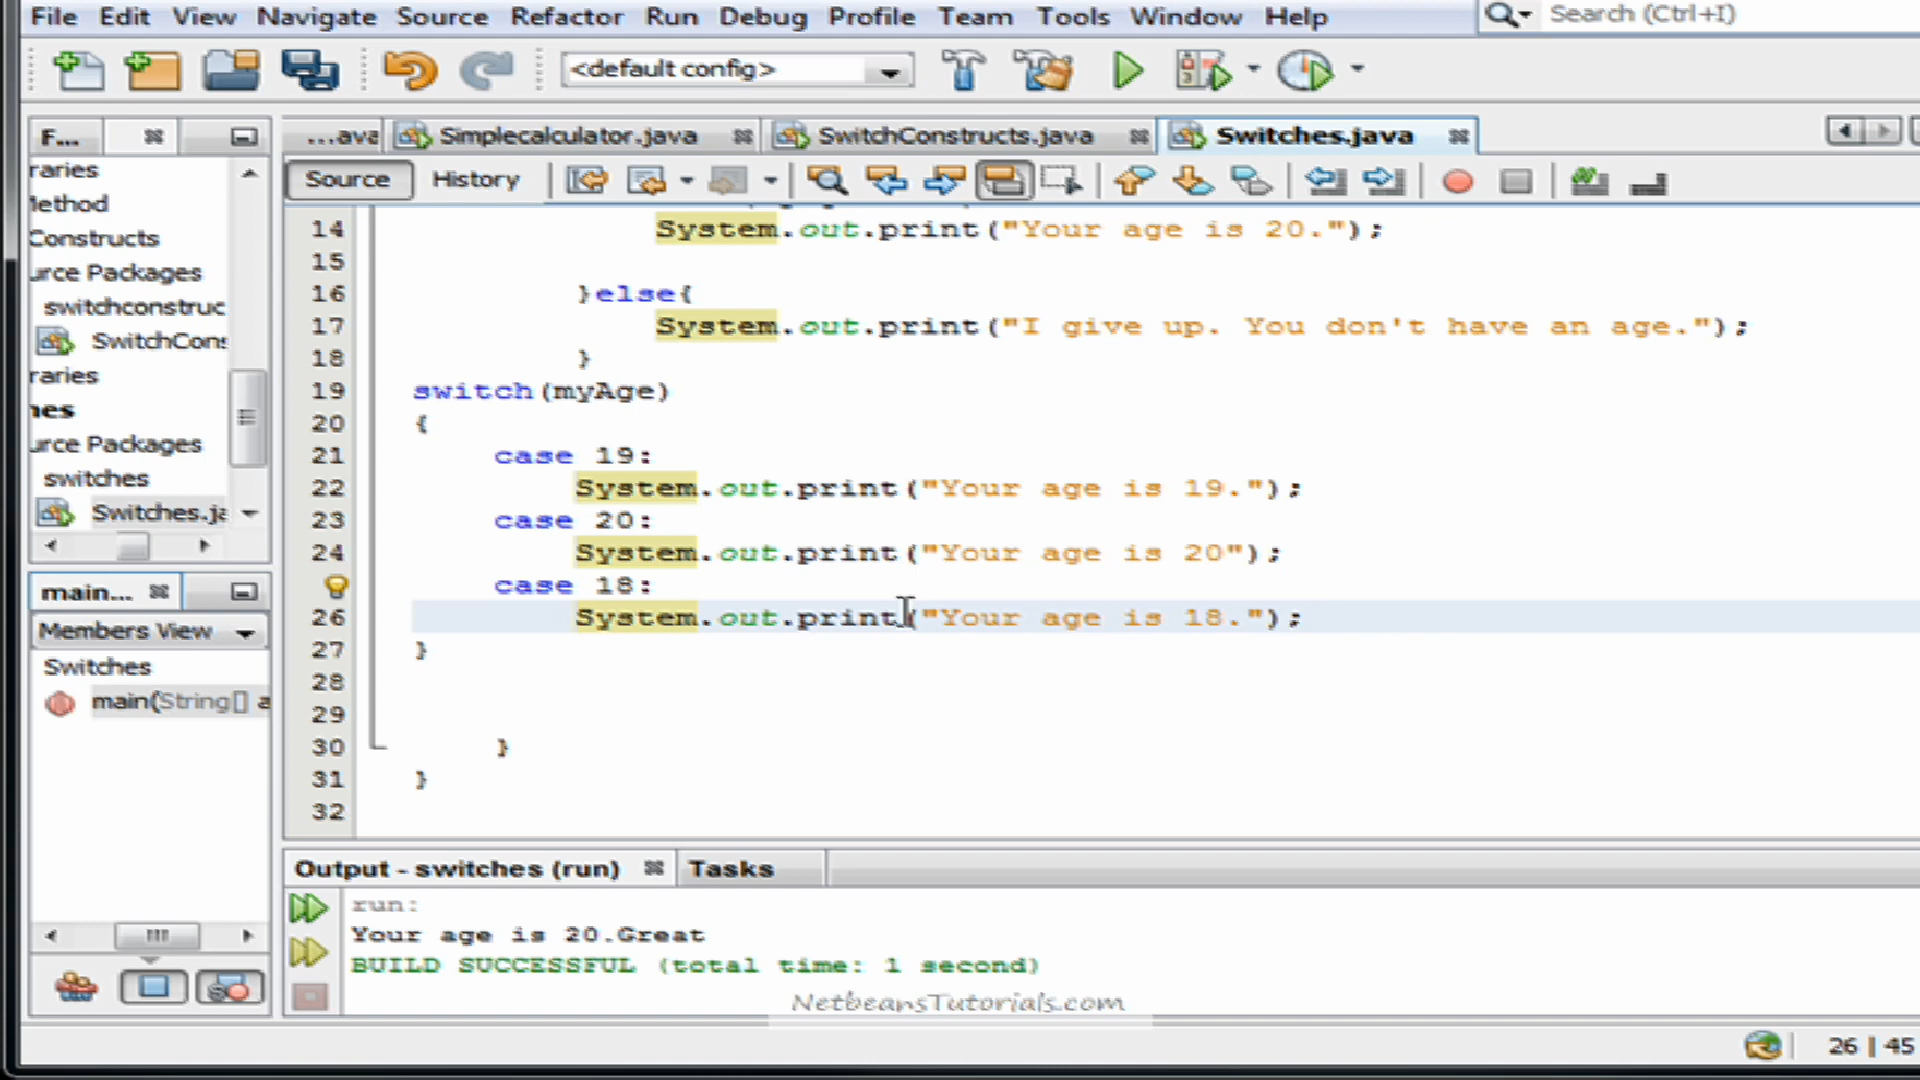 File Edit View Navigate Source Refactor Run Debug Profile Team Tools Window Help Search (Ctrl+I)
<default config>
F... ...ava Simplecalculator.java SwitchConstructs.java Switches.java
Source History
raries
Method
Constructs
urce Packages
switchconstruc
SwitchCons
raries
hes
urce Packages
switches
Switches.ja
14 System.out.print("Your age is 20.");
15
16 }else{
17 System.out.print("I give up. You don't have an age.");
18 }
19 switch(myAge)
20 {
21 case 19:
22 System.out.print("Your age is 19.");
23 case 20:
24 System.out.print("Your age is 20");
case 18:
26 System.out.print("Your age is 18.");
27 }
28
29
30 }
31 }
32
main...
Members View
Switches
main(String[] a
Output - switches (run) Tasks
run:
Your age is 20.Great
BUILD SUCCESSFUL (total time: 1 second)
NetbeansTutorials.com
26 | 45